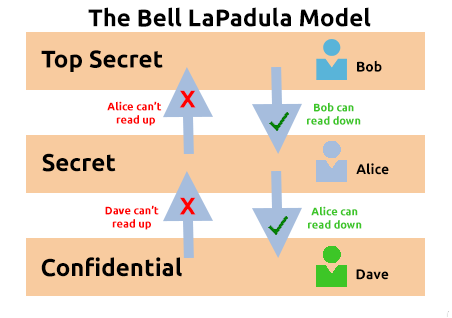 The Bell LaPadula Model
Top Secret
Bob
Alice can't
read up
X
Bob can
read down
Secret
Alice
Dave can't
read up
X
Alice can
read down
Confidential
Dave